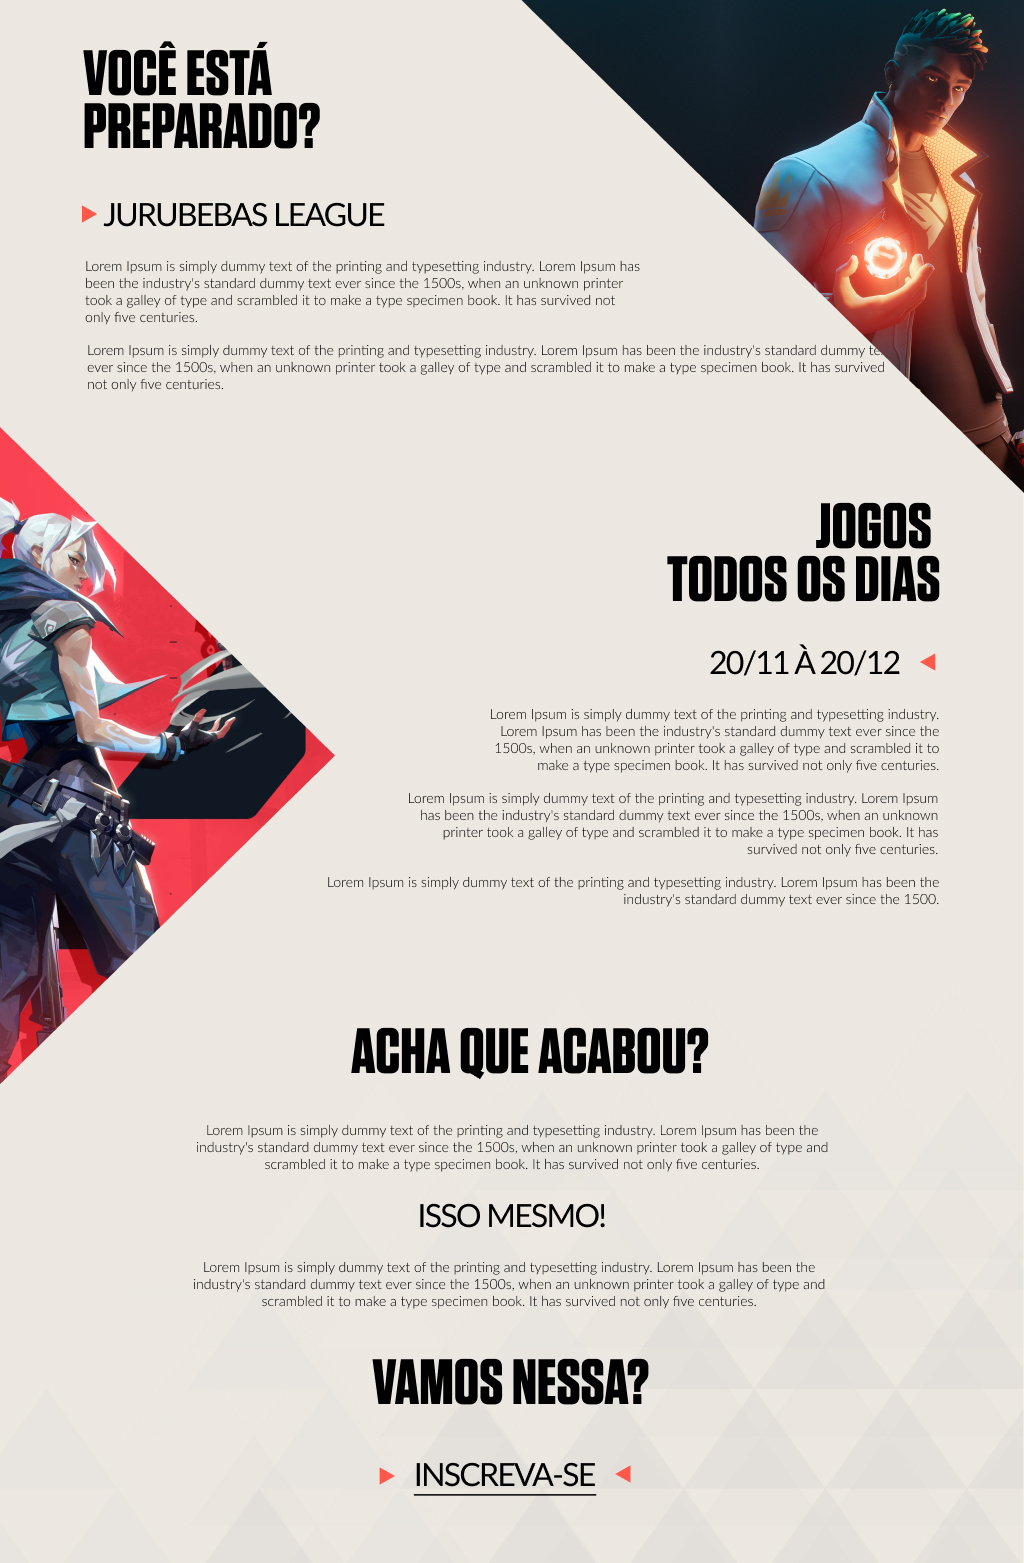 VOCÊ ESTÁ
PREPARADO?
JURUBEBAS LEAGUE
Lorem Ipsum is simply dummy text of the printing and typesetting industry. Lorem Ipsum has
been the industry's standard dummy text ever since the 1500s, when an unknown printer
took a galley of type and scrambled it to make a type specimen book. It has survived not
only five centuries.
Lorem Ipsum is simply dummy text of the printing and typesetting industry. Lorem Ipsum has been the industry's standard dummy
ever since the 1500s, when an unknown printer took a galley of type and scrambled it to make a type specimen book. It has survived
not only five centuries.
JOGOS
TODOS OS DIAS
20/11 À 20/12
Lorem Ipsum is simply dummy text of the printing and typesetting industry.
Lorem Ipsum has been the industry's standard dummy text ever since the
1500s, when an unknown printer took a galley of type and scrambled it to
make a type specimen book. It has survived not only five centuries.
Lorem Ipsum is simply dummy text of the printing and typesetting industry. Lorem Ipsum
has been the industry's standard dummy text ever since the 1500s, when an unknown
printer took a galley of type and scrambled it to make a type specimen book. It has
survived not only five centuries.
Lorem Ipsum is simply dummy text of the printing and typesetting industry. Lorem Ipsum has been the
industry's standard dummy text ever since the 1500.
ACHA QUE ACABOU?
Lorem Ipsum is simply dummy text of the printing and typesetting industry. Lorem Ipsum has been the
industry's standard dummy text ever since the 1500s, when an unknown printer took a galley of type and
scrambled it to make a type specimen book. It has survived not only five centuries.
ISSO MESMO!
Lorem Ipsum is simply dummy text of the printing and typesetting industry. Lorem Ipsum has been the
industry's standard dummy text ever since the 1500s, when an unknown printer took a galley of type and
scrambled it to make a type specimen book. It has survived not only five centuries.
VAMOS NESSA?
INSCREVA-SE